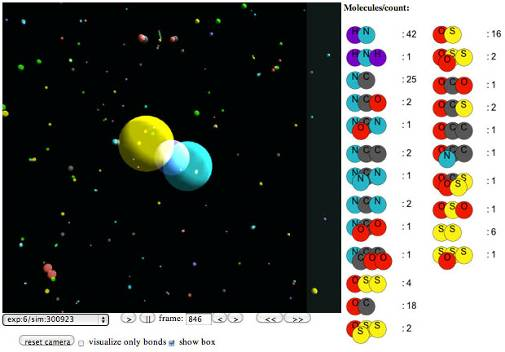 Molecules/count:
H N : 42
H N H : 1
N C : 25
N C O : 2
N C N
O : 1
N C C : 2
N C N
N : 1
N C N : 2
N C O
O : 1
N C C
C O O : 1
O S S : 4
O C : 18
O S S
S : 2
O S : 16
O S S
O : 2
O C O : 1
O C S : 2
O C C : 1
O C C
N : 1
O C S
O S : 1
O S O : 1
S S : 6
S S S
O : 1
exp:6/sim:300923
> || frame: 846 < > << >>
reset camera visualize only bonds show box